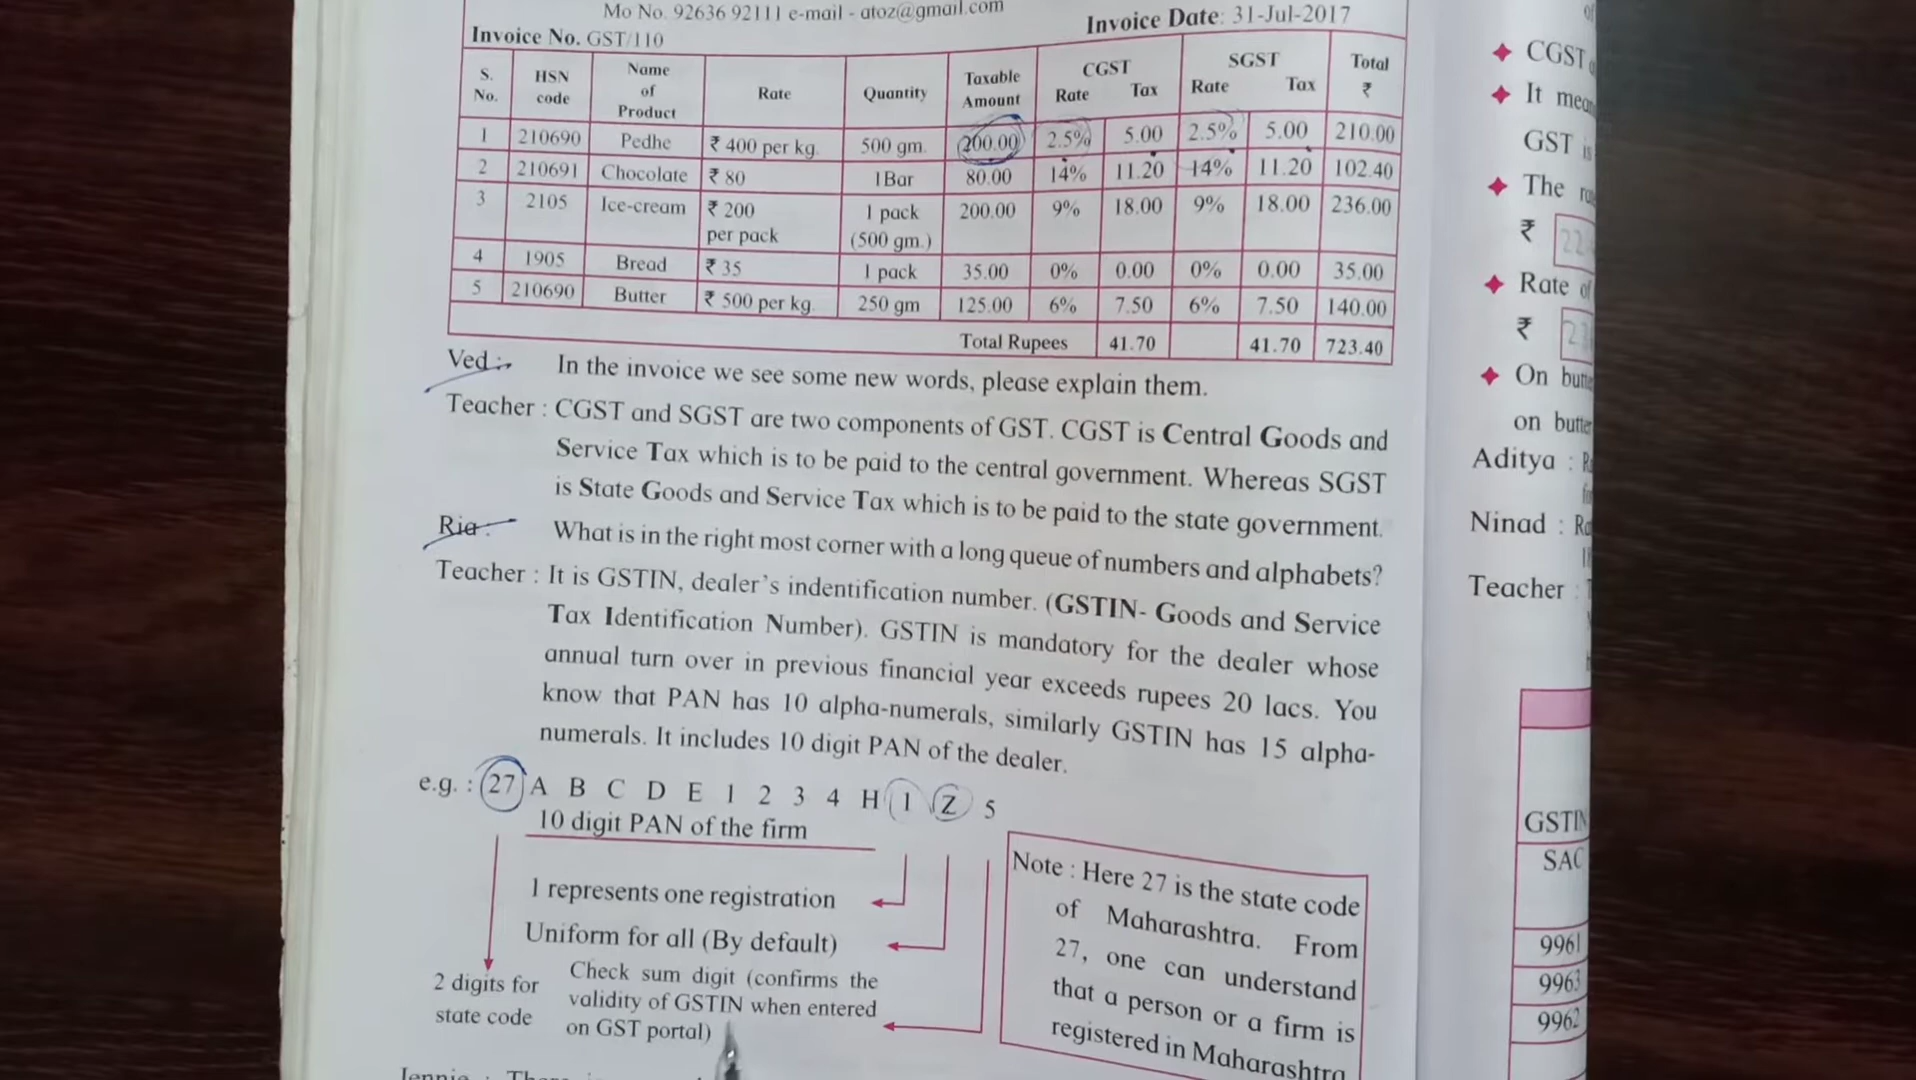 Mo No. 92636 92111 e-mail - atoz@gmail.com
Invoice No. GST/110
Invoice Date: 31-Jul-2017
S. No. HSN code Name of Product Rate Quantity Taxable Amount CGST Rate Tax SGST Rate Tax Total ₹
1 210690 Pedhe ₹ 400 per kg. 500 gm. 200.00 2.5% 5.00 2.5% 5.00 210.00
2 210691 Chocolate ₹ 80 1Bar 80.00 14% 11.20 14% 11.20 102.40
3 2105 Ice-cream ₹ 200 per pack 1 pack (500 gm.) 200.00 9% 18.00 9% 18.00 236.00
4 1905 Bread ₹ 35 1 pack 35.00 0% 0.00 0% 0.00 35.00
5 210690 Butter ₹ 500 per kg. 250 gm 125.00 6% 7.50 6% 7.50 140.00
Total Rupees 41.70 41.70 723.40
Ved : In the invoice we see some new words, please explain them.
Teacher : CGST and SGST are two components of GST. CGST is Central Goods and
Service Tax which is to be paid to the central government. Whereas SGST
is State Goods and Service Tax which is to be paid to the state government.
Ria : What is in the right most corner with a long queue of numbers and alphabets?
Teacher : It is GSTIN, dealer's indentification number. (GSTIN- Goods and Service
Tax Identification Number). GSTIN is mandatory for the dealer whose
annual turn over in previous financial year exceeds rupees 20 lacs. You
know that PAN has 10 alpha-numerals, similarly GSTIN has 15 alpha-
numerals. It includes 10 digit PAN of the dealer.
e.g. : 27 A B C D E 1 2 3 4 H 1 Z 5
10 digit PAN of the firm
1 represents one registration
Uniform for all (By default)
2 digits for
state code
Check sum digit (confirms the
validity of GSTIN when entered
on GST portal)
Note : Here 27 is the state code
of Maharashtra. From
27, one can understand
that a person or a firm is
registered in Maharashtra
CGST
It
GST
The
₹ 
Rate
₹ 
On
on
Aditya :
Ninad :
Teacher :
GSTIN
SAC
9961
9963
9962